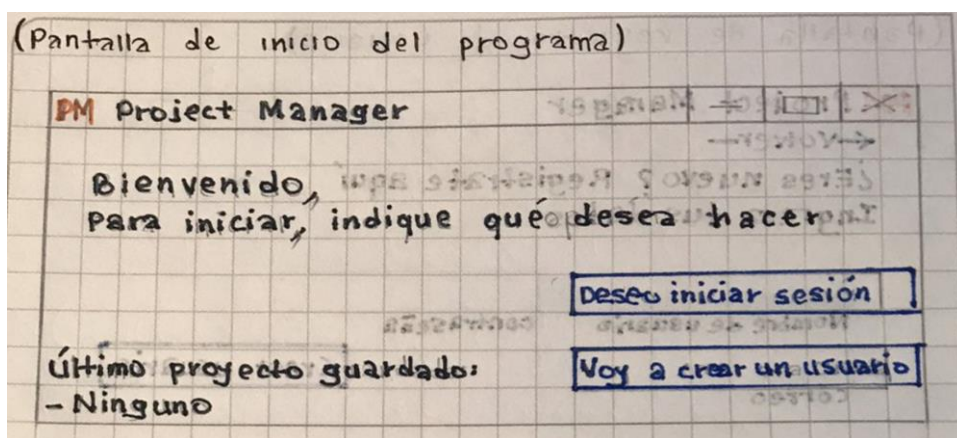 (Pantalla de inicio del programa)
PM Project Manager
Bienvenido,
Para iniciar, indique qué desea hacer
Deseo iniciar sesión
Último proyecto guardado:
Voy a crear un usuario
- Ninguno